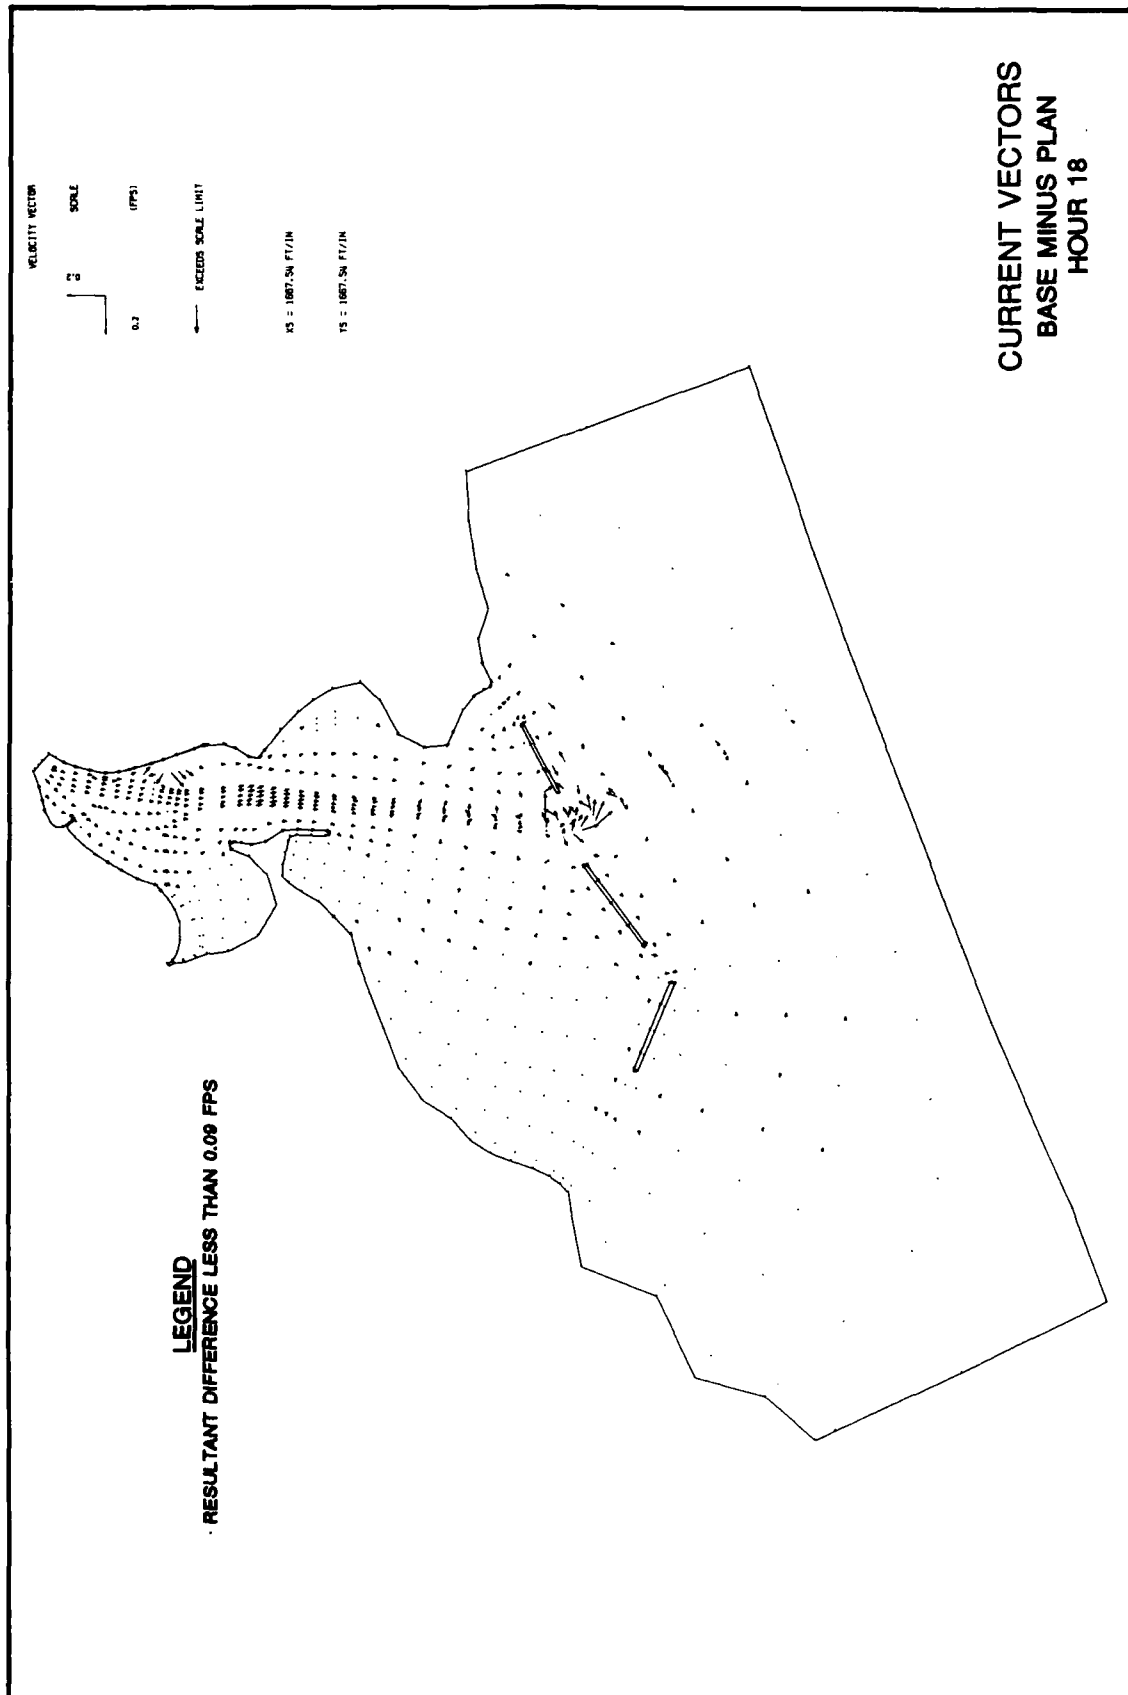 VELOCITY VECTOR
SCALE
0.2
0.2 (FPS)
EXCEEDS SCALE LIMIT
XS = 1667.54 FT/IN
YS = 1667.54 FT/IN
LEGEND
· RESULTANT DIFFERENCE LESS THAN 0.09 FPS
CURRENT VECTORS
BASE MINUS PLAN
HOUR 18